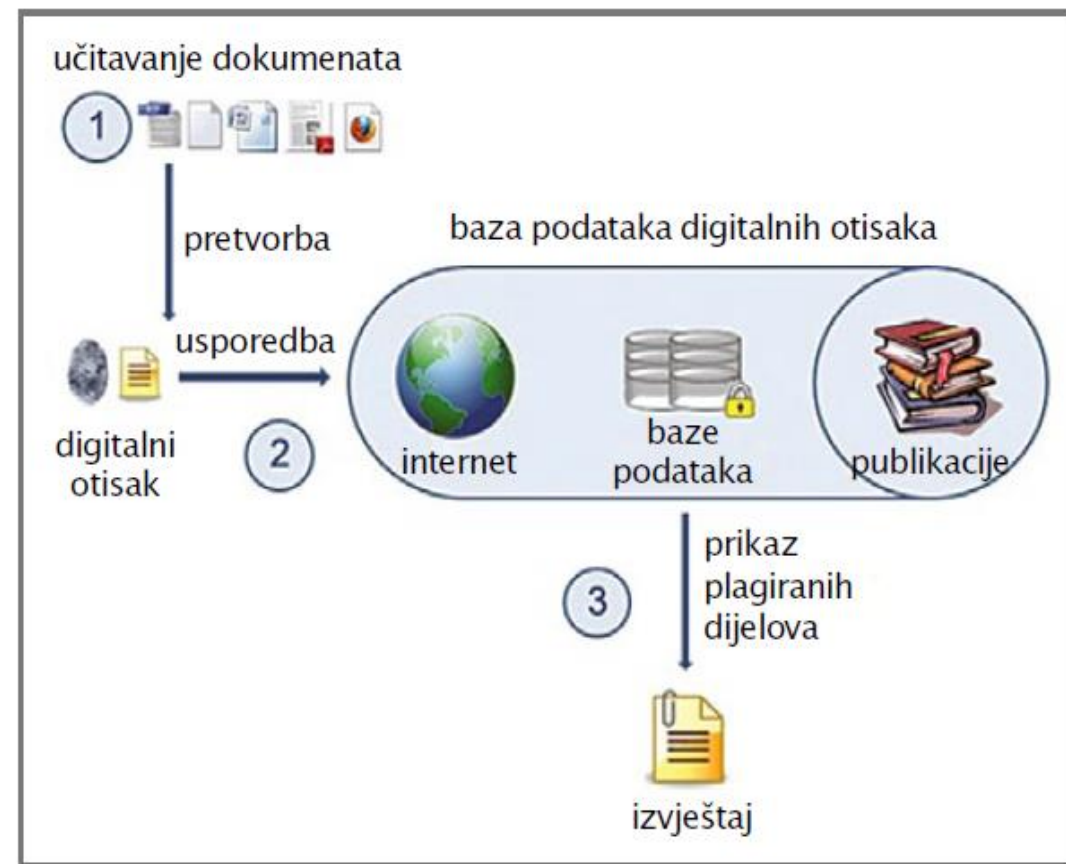 učitavanje dokumenata
1
pretvorba
baza podataka digitalnih otisaka
usporedba
digitalni
otisak
2
internet
baze
podataka
publikacije
3
prikaz
plagiranih
dijelova
izvještaj